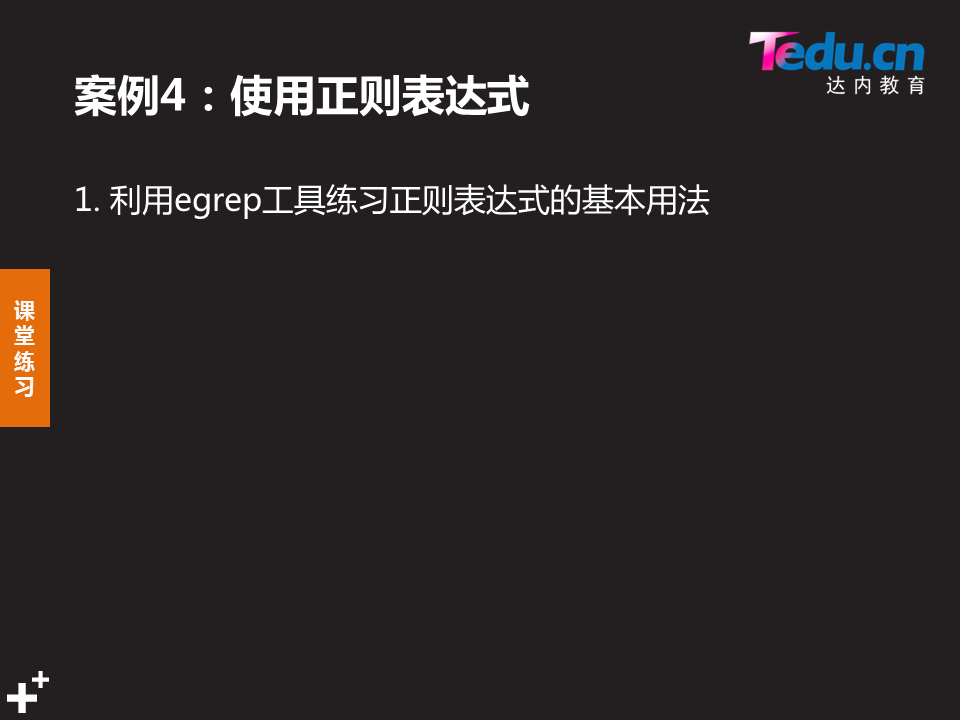 Tedu.cn
达内教育
案例4：使用正则表达式
1. 利用egrep工具练习正则表达式的基本用法
课
堂
练
习